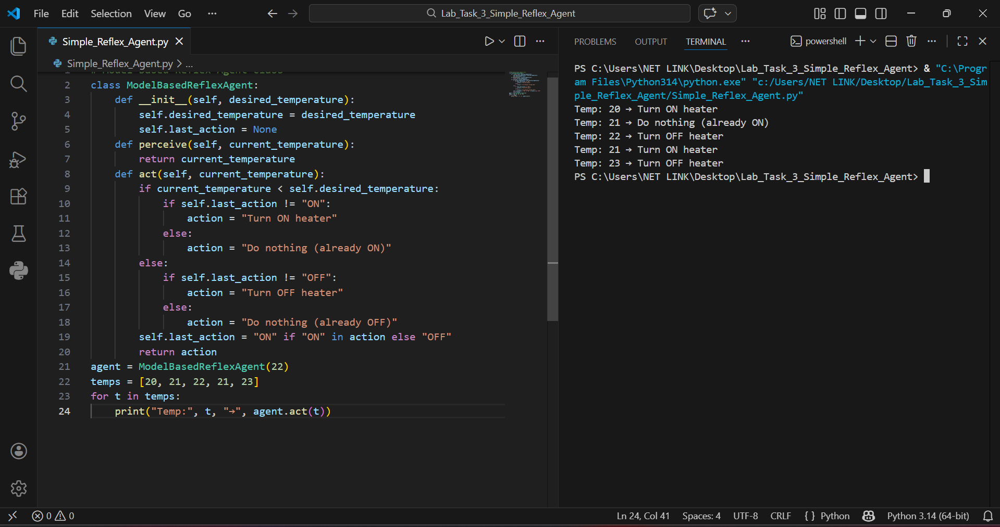 File Edit Selection View Go ··· Lab_Task_3_Simple_Reflex_Agent
Simple_Reflex_Agent.py
Simple_Reflex_Agent.py > ...
1 # Model Based Reflex Agent Class
2 class ModelBasedReflexAgent:
3 def __init__(self, desired_temperature):
4 self.desired_temperature = desired_temperature
5 self.last_action = None
6 def perceive(self, current_temperature):
7 return current_temperature
8 def act(self, current_temperature):
9 if current_temperature < self.desired_temperature:
10 if self.last_action != "ON":
11 action = "Turn ON heater"
12 else:
13 action = "Do nothing (already ON)"
14 else:
15 if self.last_action != "OFF":
16 action = "Turn OFF heater"
17 else:
18 action = "Do nothing (already OFF)"
19 self.last_action = "ON" if "ON" in action else "OFF"
20 return action
21 agent = ModelBasedReflexAgent(22)
22 temps = [20, 21, 22, 21, 23]
23 for t in temps:
24 print("Temp:", t, "→", agent.act(t))
PROBLEMS OUTPUT TERMINAL ··· powershell
PS C:\Users\NET LINK\Desktop\Lab_Task_3_Simple_Reflex_Agent> & "C:\Progr
am Files\Python314\python.exe" "c:/Users/NET LINK/Desktop/Lab_Task_3_Sim
ple_Reflex_Agent/Simple_Reflex_Agent.py"
Temp: 20 → Turn ON heater
Temp: 21 → Do nothing (already ON)
Temp: 22 → Turn OFF heater
Temp: 21 → Turn ON heater
Temp: 23 → Turn OFF heater
PS C:\Users\NET LINK\Desktop\Lab_Task_3_Simple_Reflex_Agent>
0 0 Ln 24, Col 41 Spaces: 4 UTF-8 CRLF { } Python Python 3.14 (64-bit)